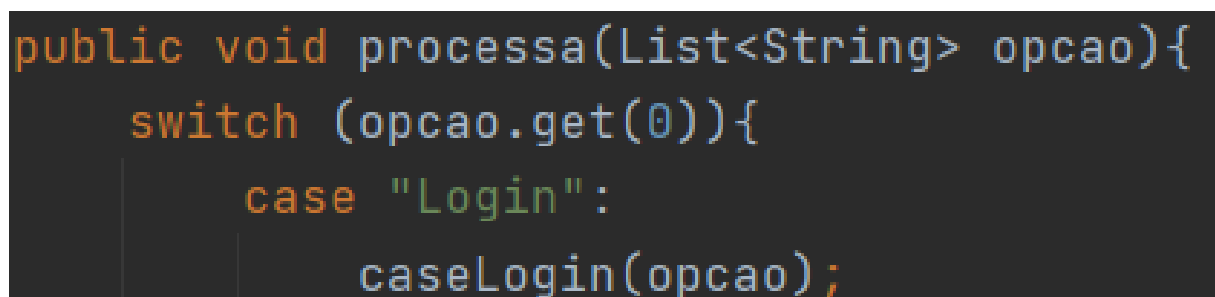 public void processa(List<String> opcao){
switch (opcao.get(0)){
case "Login":
caseLogin(opcao);